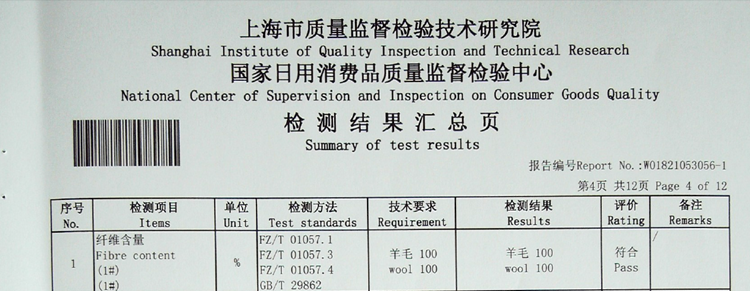 上海市质量监督检验技术研究院
Shanghai Institute of Quality Inspection and Technical Research
国家日用消费品质量监督检验中心
National Center of Supervision and Inspection on Consumer Goods Quality
检测结果汇总页
Summary of test results
报告编号Report No.:W01821053056-1
第4页 共12页 Page 4 of 12
序号 检测项目 单位 检测方法 技术要求 检测结果 评价 备注
No. Items Unit Test standards Requirement Results Rating Remarks
纤维含量 FZ/T 01057.1 /
Fibre content FZ/T 01057.3 羊毛 100 羊毛 100 符合
1 (1#) % FZ/T 01057.4 wool 100 wool 100 Pass
(1#) GB/T 29862